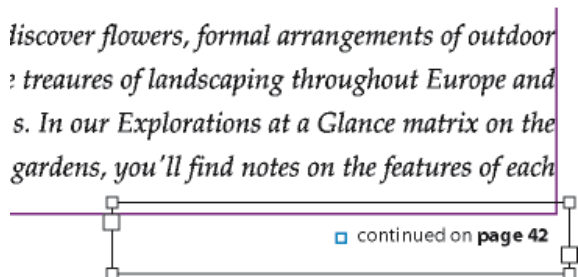 discover flowers, formal arrangements of outdoor
treaures of landscaping throughout Europe and
s. In our Explorations at a Glance matrix on the
gardens, you'll find notes on the features of each
continued on page 42